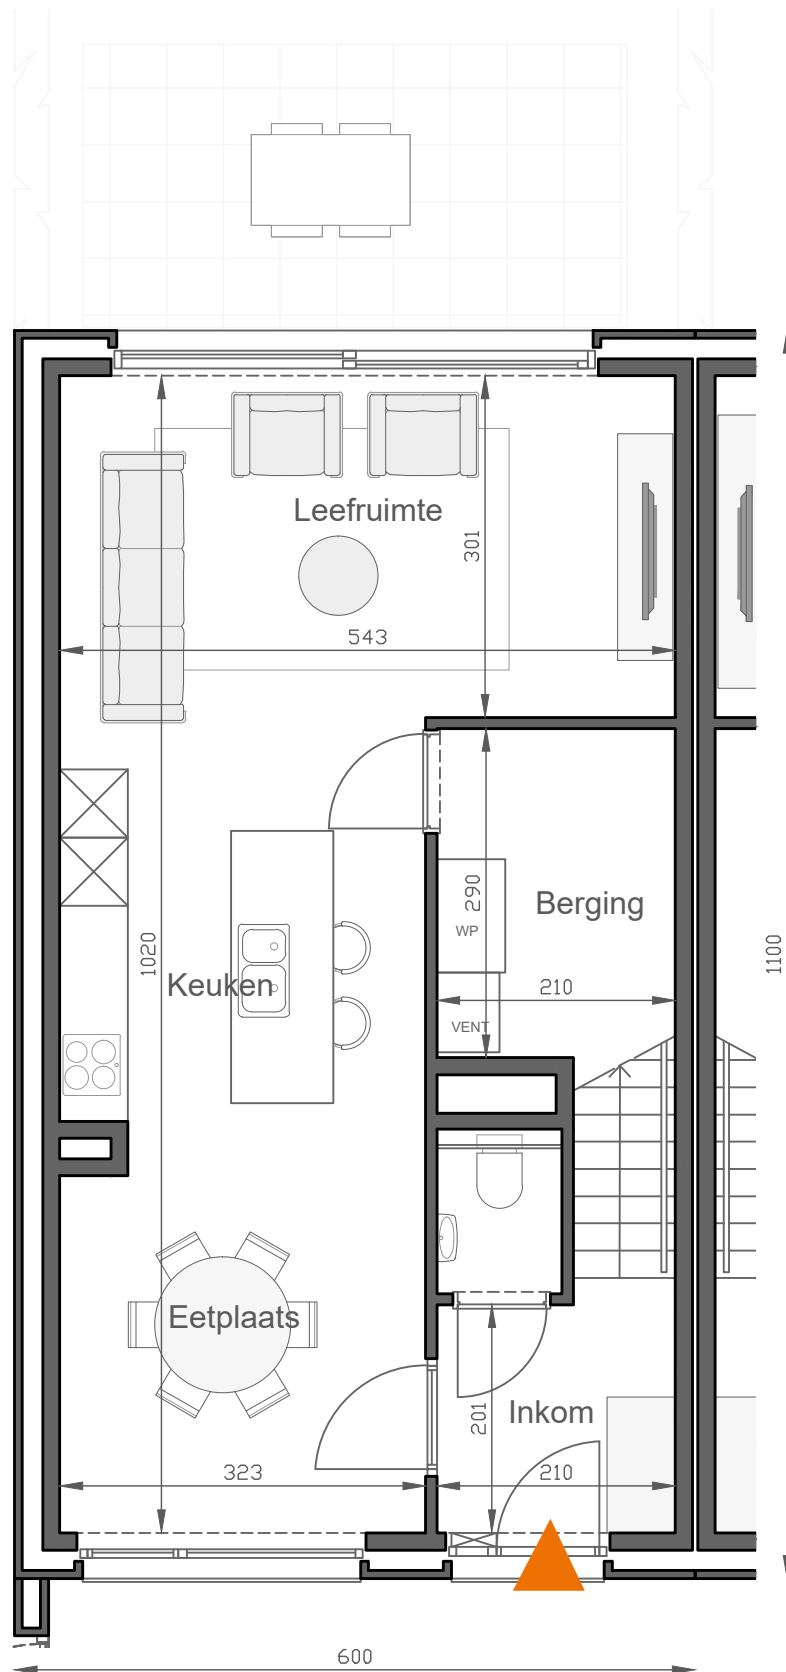 Leefruimte
301
543
290
Berging
WP
1020
1100
Keuken
210
VENT
Eetplaats
Inkom
201
323
210
600